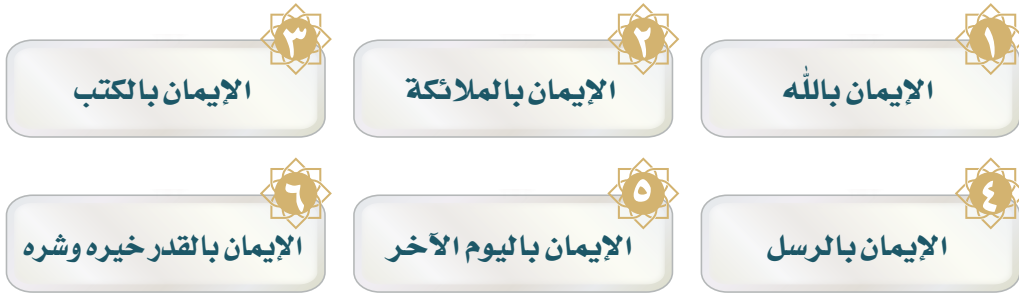 ١
الإيمان بالله
٢
الإيمان بالملائكة
٣
الإيمان بالكتب
٤
الإيمان بالرسل
٥
الإيمان باليوم الآخر
٦
الإيمان بالقدر خيره وشره